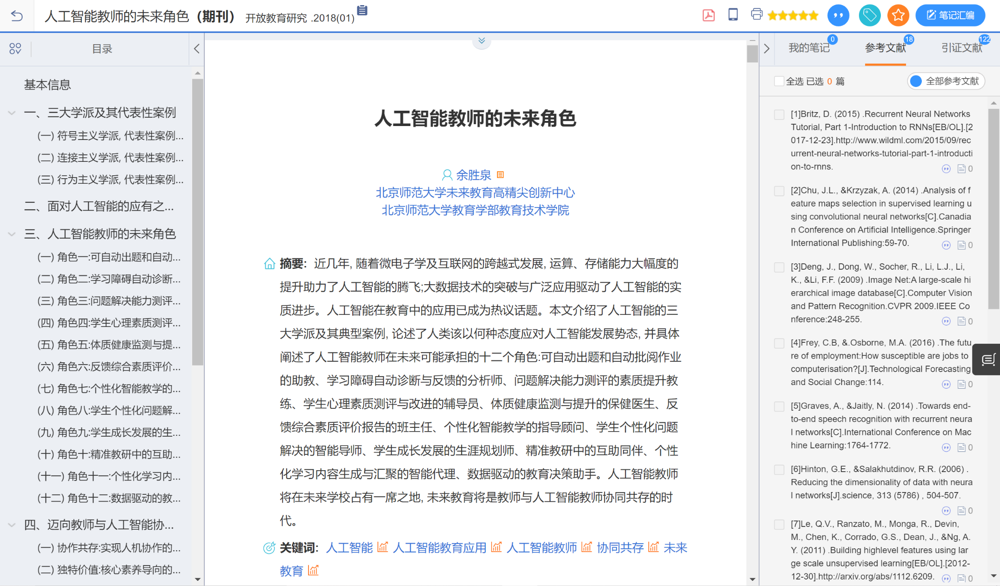 人工智能教师的未来角色（期刊） 开放教育研究 .2018(01)
笔记汇编
目录
基本信息
一、三大学派及其代表性案例
(一) 符号主义学派, 代表性案例...
(二) 连接主义学派, 代表性案例...
(三) 行为主义学派, 代表性案例...
二、面对人工智能的应有之...
三、人工智能教师的未来角色
(一) 角色一:可自动出题和自动...
(二) 角色二:学习障碍自动诊断...
(三) 角色三:问题解决能力测评...
(四) 角色四:学生心理素质测评...
(五) 角色五:体质健康监测与提...
(六) 角色六:反馈综合素质评价...
(七) 角色七:个性化智能教学的...
(八) 角色八:学生个性化问题解...
(九) 角色九:学生成长发展的生...
(十) 角色十:精准教研中的互助...
(十一) 角色十一:个性化学习内...
(十二) 角色十二:数据驱动的教...
四、迈向教师与人工智能协...
(一) 协作共存:实现人机协作的...
(二) 独特价值:核心素养导向的...
人工智能教师的未来角色
余胜泉
北京师范大学未来教育高精尖创新中心
北京师范大学教育学部教育技术学院
摘要: 近几年, 随着微电子学及互联网的跨越式发展, 运算、存储能力大幅度的
提升助力了人工智能的腾飞;大数据技术的突破与广泛应用驱动了人工智能的实
质进步。人工智能在教育中的应用已成为热议话题。本文介绍了人工智能的三
大学派及其典型案例, 论述了人类该以何种态度应对人工智能发展势态, 并具体
阐述了人工智能教师在未来可能承担的十二个角色:可自动出题和自动批阅作业
的助教、学习障碍自动诊断与反馈的分析师、问题解决能力测评的素质提升教
练、学生心理素质测评与改进的辅导员、体质健康监测与提升的保健医生、反
馈综合素质评价报告的班主任、个性化智能教学的指导顾问、学生个性化问题
解决的智能导师、学生成长发展的生涯规划师、精准教研中的互助同伴、个性
化学习内容生成与汇聚的智能代理、数据驱动的教育决策助手。人工智能教师
将在未来学校占有一席之地, 未来教育将是教师与人工智能教师协同共存的时
代。
关键词: 人工智能 人工智能教育应用 人工智能教师 协同共存 未来
教育
我的笔记 0 参考文献 18 引证文献 122
全选 已选 0 篇 全部参考文献
[1]Britz, D. (2015) .Recurrent Neural Networks
Tutorial, Part 1-Introduction to RNNs[EB/OL].[2
017-12-23].http://www.wildml.com/2015/09/rec
urrent-neural-networks-tutorial-part-1-introducti
on-to-rnns.
0
[2]Chu, J.L., &Krzyzak, A. (2014) .Analysis of f
eature maps selection in supervised learning u
sing convolutional neural networks[C].Canadia
n Conference on Artificial Intelligence.Springer
International Publishing:59-70.
0
[3]Deng, J., Dong, W., Socher, R., Li, L.J., Li,
K., &Li, F.F. (2009) .Image Net:A large-scale hi
erarchical image database[C].Computer Vision
and Pattern Recognition.CVPR 2009.IEEE Co
nference:248-255.
0
[4]Frey, C.B, &.Osborne, M.A. (2016) .The futu
re of employment:How susceptible are jobs to
computerisation?[J].Technological Forecasting
and Social Change:114.
0
[5]Graves, A., &Jaitly, N. (2014) .Towards end-
to-end speech recognition with recurrent neura
l networks[C].International Conference on Mac
hine Learning:1764-1772.
0
[6]Hinton, G.E., &Salakhutdinov, R.R. (2006) .
Reducing the dimensionality of data with neura
l networks[J].science, 313 (5786) , 504-507.
0
[7]Le, Q.V., Ranzato, M., Monga, R., Devin,
M., Chen, K., Corrado, G.S., Dean, J., &Ng, A.
Y. (2011) .Building highlevel features using lar
ge scale unsupervised learning[EB/OL].[2012-
12-30].http://arxiv.org/abs/1112.6209.
0